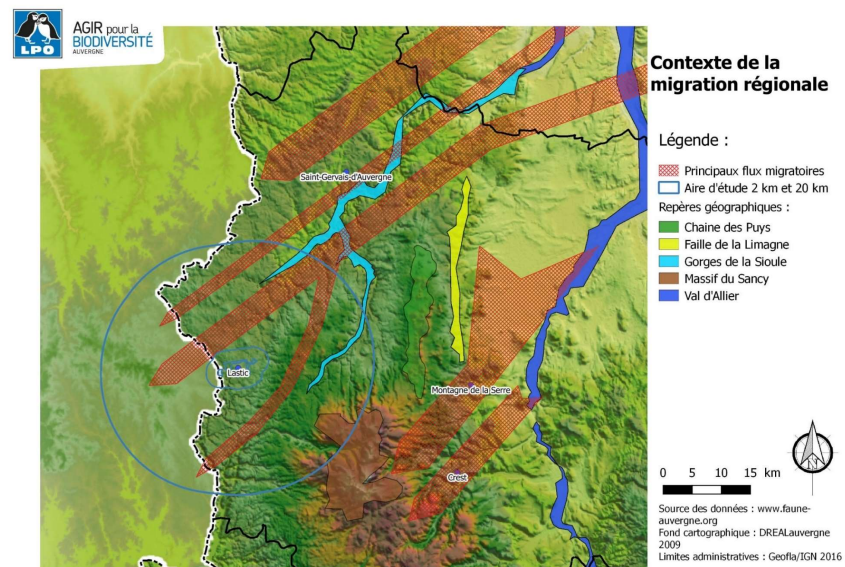 LPO
AGIR pour la
BIODIVERSITÉ
AUVERGNE
Contexte de la
migration régionale
Légende :
Principaux flux migratoires
Aire d'étude 2 km et 20 km
Repères géographiques :
Chaine des Puys
Faille de la Limagne
Gorges de la Sioule
Massif du Sancy
Val d'Allier
Saint-Gervais-d'Auvergne
Lastic
Montagne de la Serre
Crest
N
0 5 10 15 km
Source des données : www.faune-
auvergne.org
Fond cartographique : DREALauvergne
2009
Limites administratives : Geofla/IGN 2016